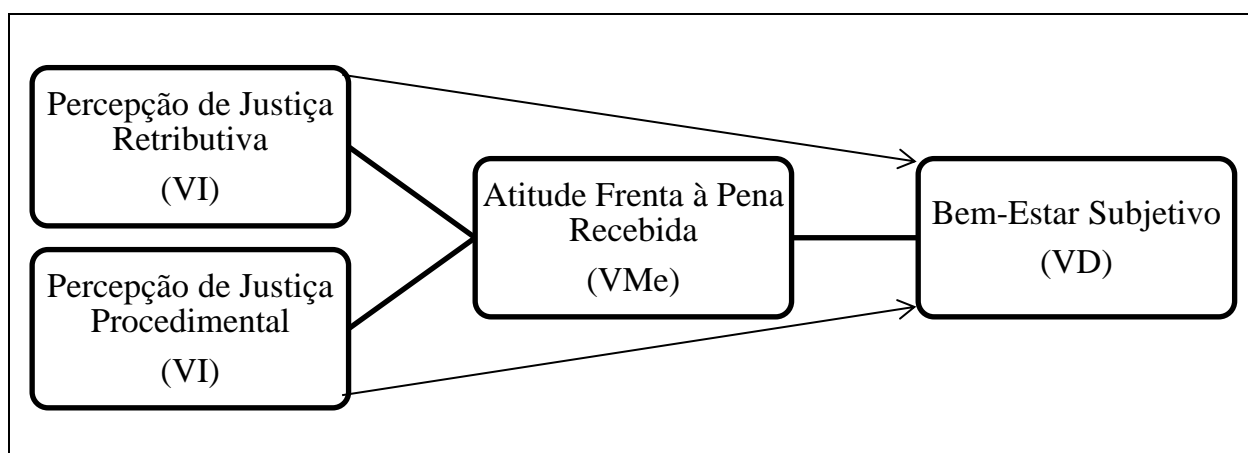 Percepção de Justiça
Retributiva
(VI)
Percepção de Justiça
Procedimental
(VI)
Atitude Frenta à Pena
Recebida
(VMe)
Bem-Estar Subjetivo
(VD)